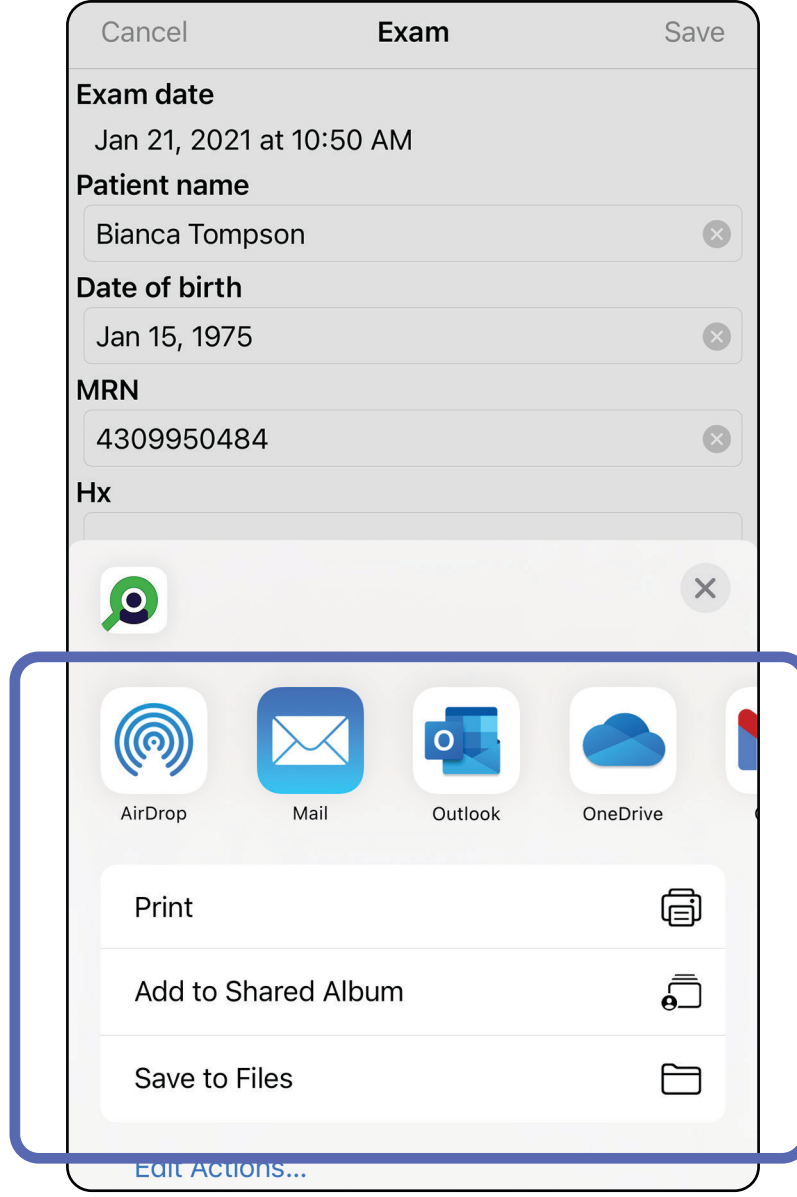 Cancel Exam Save
Exam date
Jan 21, 2021 at 10:50 AM
Patient name
Bianca Tompson
Date of birth
Jan 15, 1975
MRN
4309950484
Hx
AirDrop Mail Outlook OneDrive
Print
Add to Shared Album
Save to Files
Edit Actions...